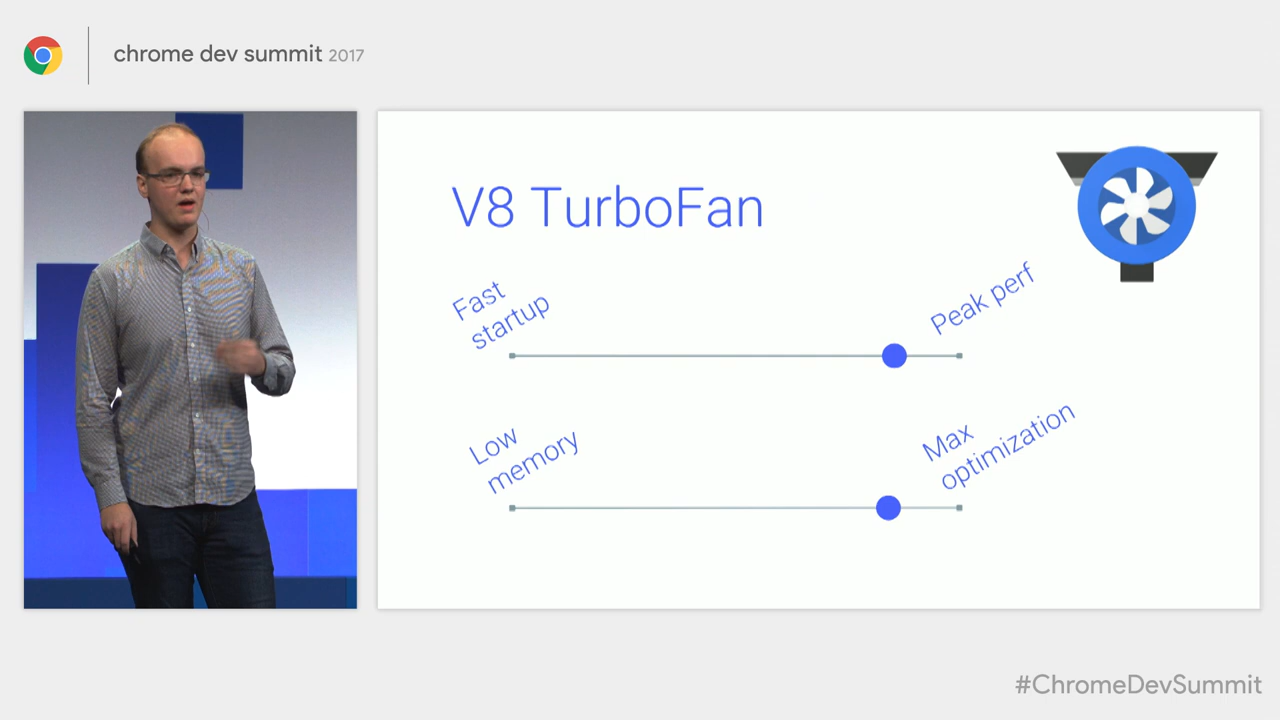 chrome dev summit 2017
V8 TurboFan
Fast
startup
Peak perf
Low
memory
Max
optimization
#ChromeDevSummit